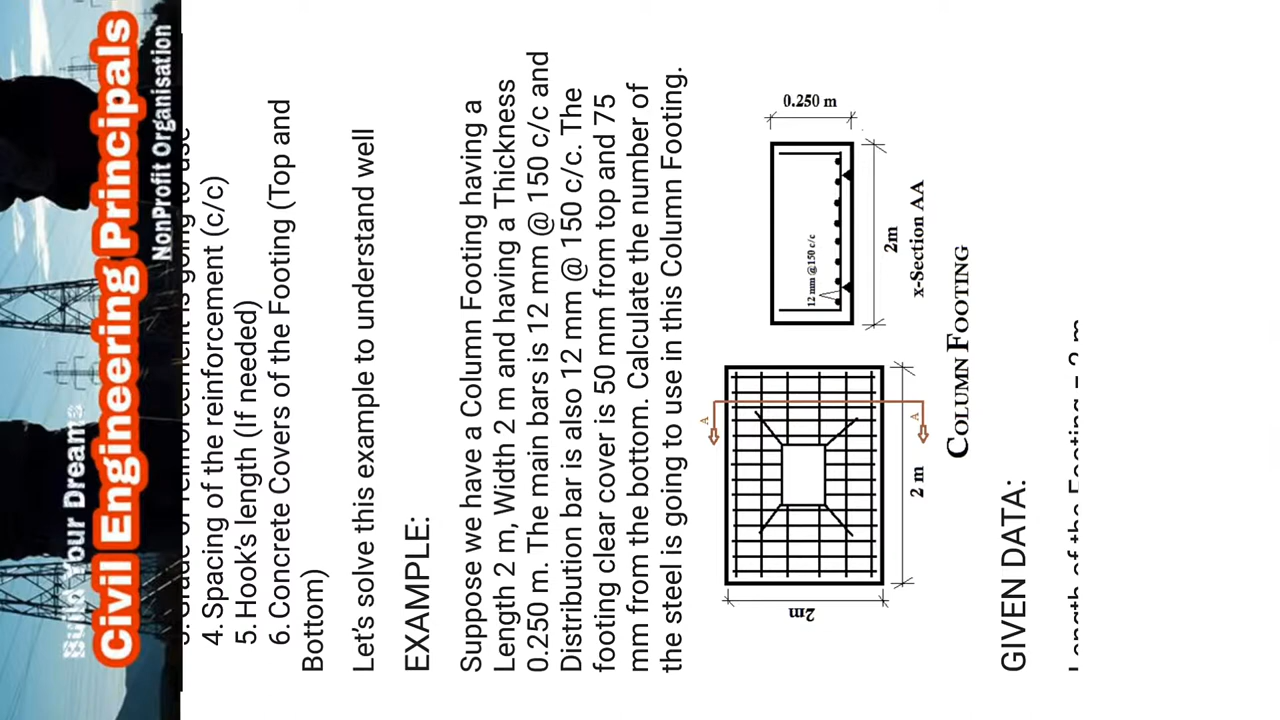 Build Your Dreams
Civil Engineering Principals
NonProfit Organisation
4. Spacing of the reinforcement (c/c)
5. Hook's length (If needed)
6. Concrete Covers of the Footing (Top and
Bottom)
Let's solve this example to understand well
EXAMPLE:
Suppose we have a Column Footing having a
Length 2 m, Width 2 m and having a Thickness
0.250 m. The main bars is 12 mm @ 150 c/c and
Distribution bar is also 12 mm @ 150 c/c. The
footing clear cover is 50 mm from top and 75
mm from the bottom. Calculate the number of
the steel is going to use in this Column Footing.
A
A
2m
2 m
0.250 m
12 mm @150 c/c
2m
x-Section AA
COLUMN FOOTING
GIVEN DATA: